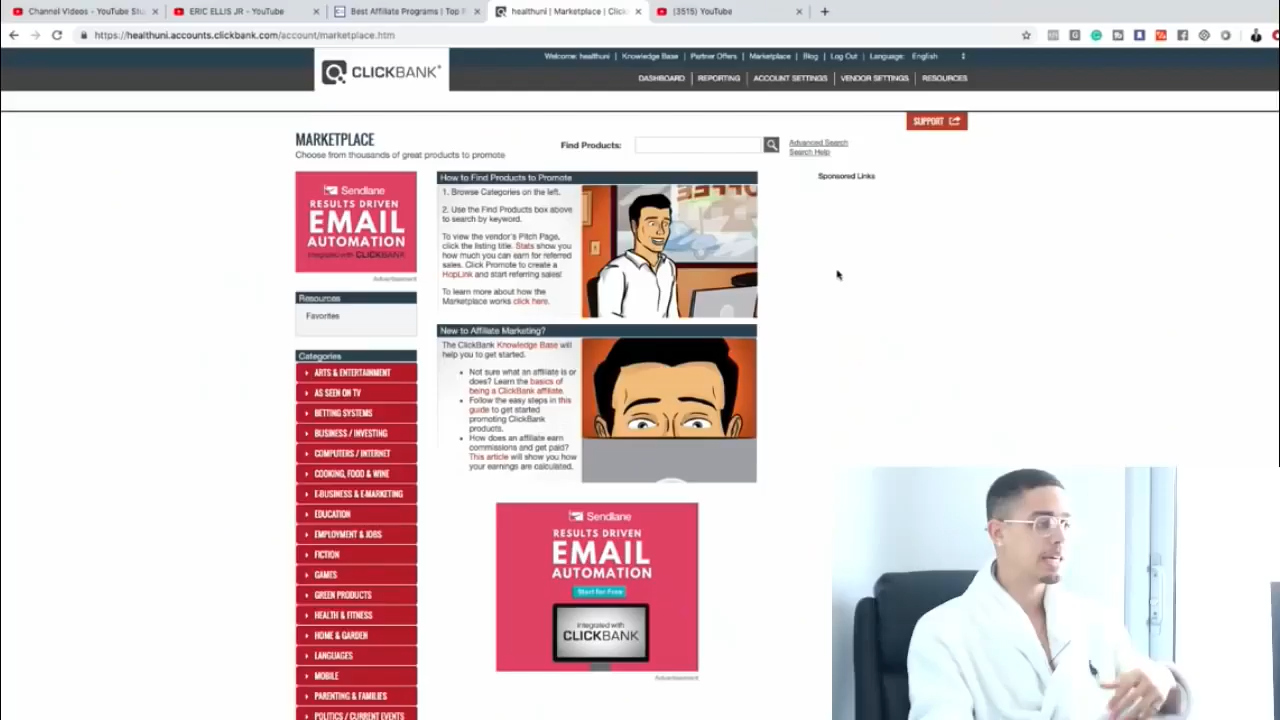 Channel Videos - YouTube Stu
ERIC ELLIS JR - YouTube
Best Affiliate Programs | Top
healthuni | Marketplace | Click
(3515) YouTube
https://healthuni.accounts.clickbank.com/account/marketplace.htm
Welcome: healthuni | Knowledge Base | Partner Offers | Marketplace | Blog | Log Out | Language: English
CLICKBANK
DASHBOARD | REPORTING | ACCOUNT SETTINGS | VENDOR SETTINGS | RESOURCES
SUPPORT
MARKETPLACE
Choose from thousands of great products to promote
Find Products:
Advanced Search
Search Help
Sponsored Links
Sendlane
RESULTS DRIVEN
EMAIL
AUTOMATION
Integrated with CLICKBANK
Advertisement
Resources
Favorites
Categories
ARTS & ENTERTAINMENT
AS SEEN ON TV
BETTING SYSTEMS
BUSINESS / INVESTING
COMPUTERS / INTERNET
COOKING, FOOD & WINE
E-BUSINESS & E-MARKETING
EDUCATION
EMPLOYMENT & JOBS
FICTION
GAMES
GREEN PRODUCTS
HEALTH & FITNESS
HOME & GARDEN
LANGUAGES
MOBILE
PARENTING & FAMILIES
POLITICS / CURRENT EVENTS
How to Find Products to Promote
1. Browse Categories on the left.
2. Use the Find Products box above
to search by keyword.
To view the vendor's Pitch Page,
click the listing title. Stats show you
how much you can earn for referred
sales. Click Promote to create a
HopLink and start referring sales!
To learn more about how the
Marketplace works click here.
New to Affiliate Marketing?
The ClickBank Knowledge Base will
help you to get started.
Not sure what an affiliate is or
does? Learn the basics of
being a ClickBank affiliate.
Follow the easy steps in this
guide to get started
promoting ClickBank
products.
How does an affiliate earn
commissions and get paid?
This article will show you how
your earnings are calculated.
Sendlane
RESULTS DRIVEN
EMAIL
AUTOMATION
Start for Free
Integrated with
CLICKBANK
Advertisement